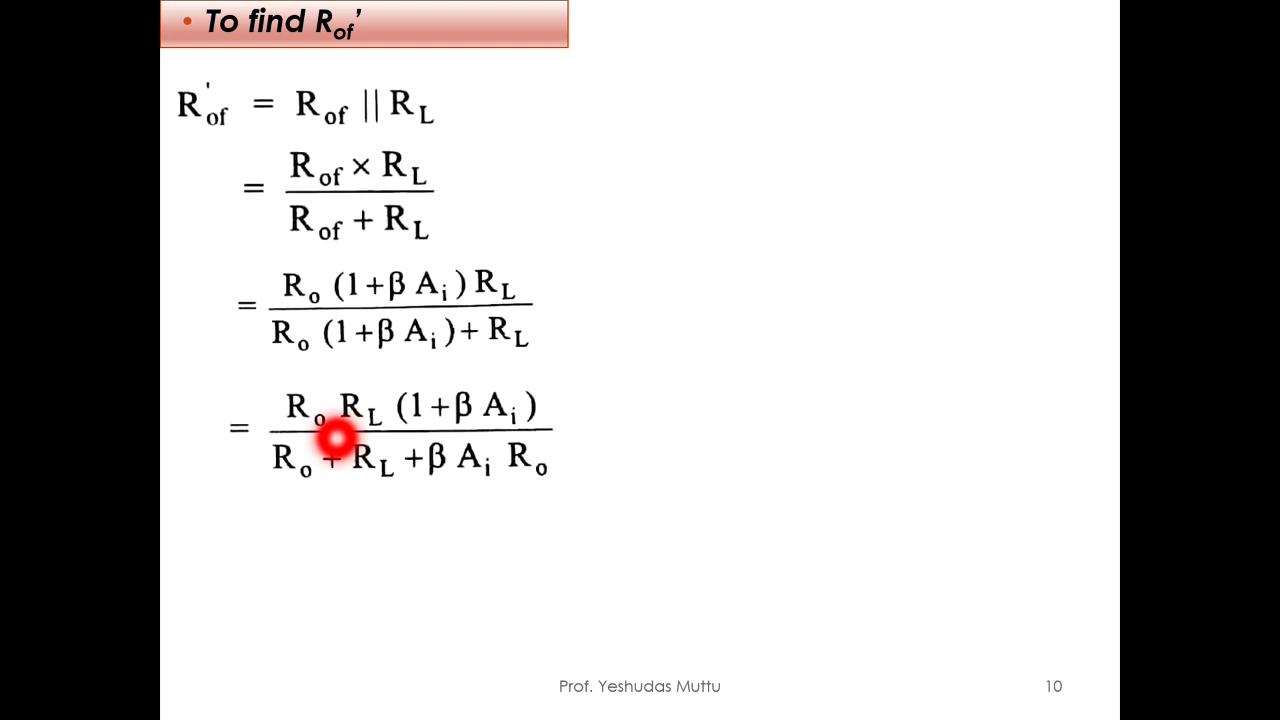 • To find Rof’
R'of = Rof || RL
= Rof × RL / Rof + RL
= Ro (1+β Ai) RL / Ro (1+β Ai)+ RL
= Ro RL (1+β Ai) / Ro + RL +β Ai Ro
Prof. Yeshudas Muttu
10